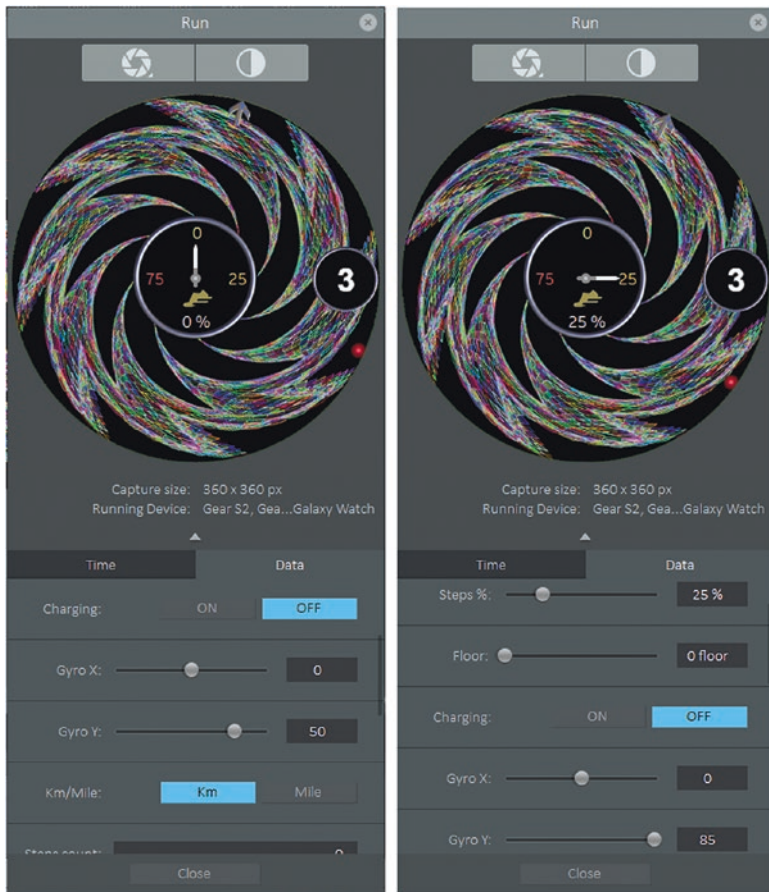 Run
0
75
25
0 %
3
Capture size: 360 x 360 px
Running Device: Gear S2, Gea...Galaxy Watch
Time Data
Charging: ON OFF
Gyro X: 0
Gyro Y: 50
Km/Mile: Km Mile
Steps count: 0
Close
Run
0
75
25
25 %
3
Capture size: 360 x 360 px
Running Device: Gear S2, Gea...Galaxy Watch
Time Data
Steps %: 25 %
Floor: 0 floor
Charging: ON OFF
Gyro X: 0
Gyro Y: 85
Close